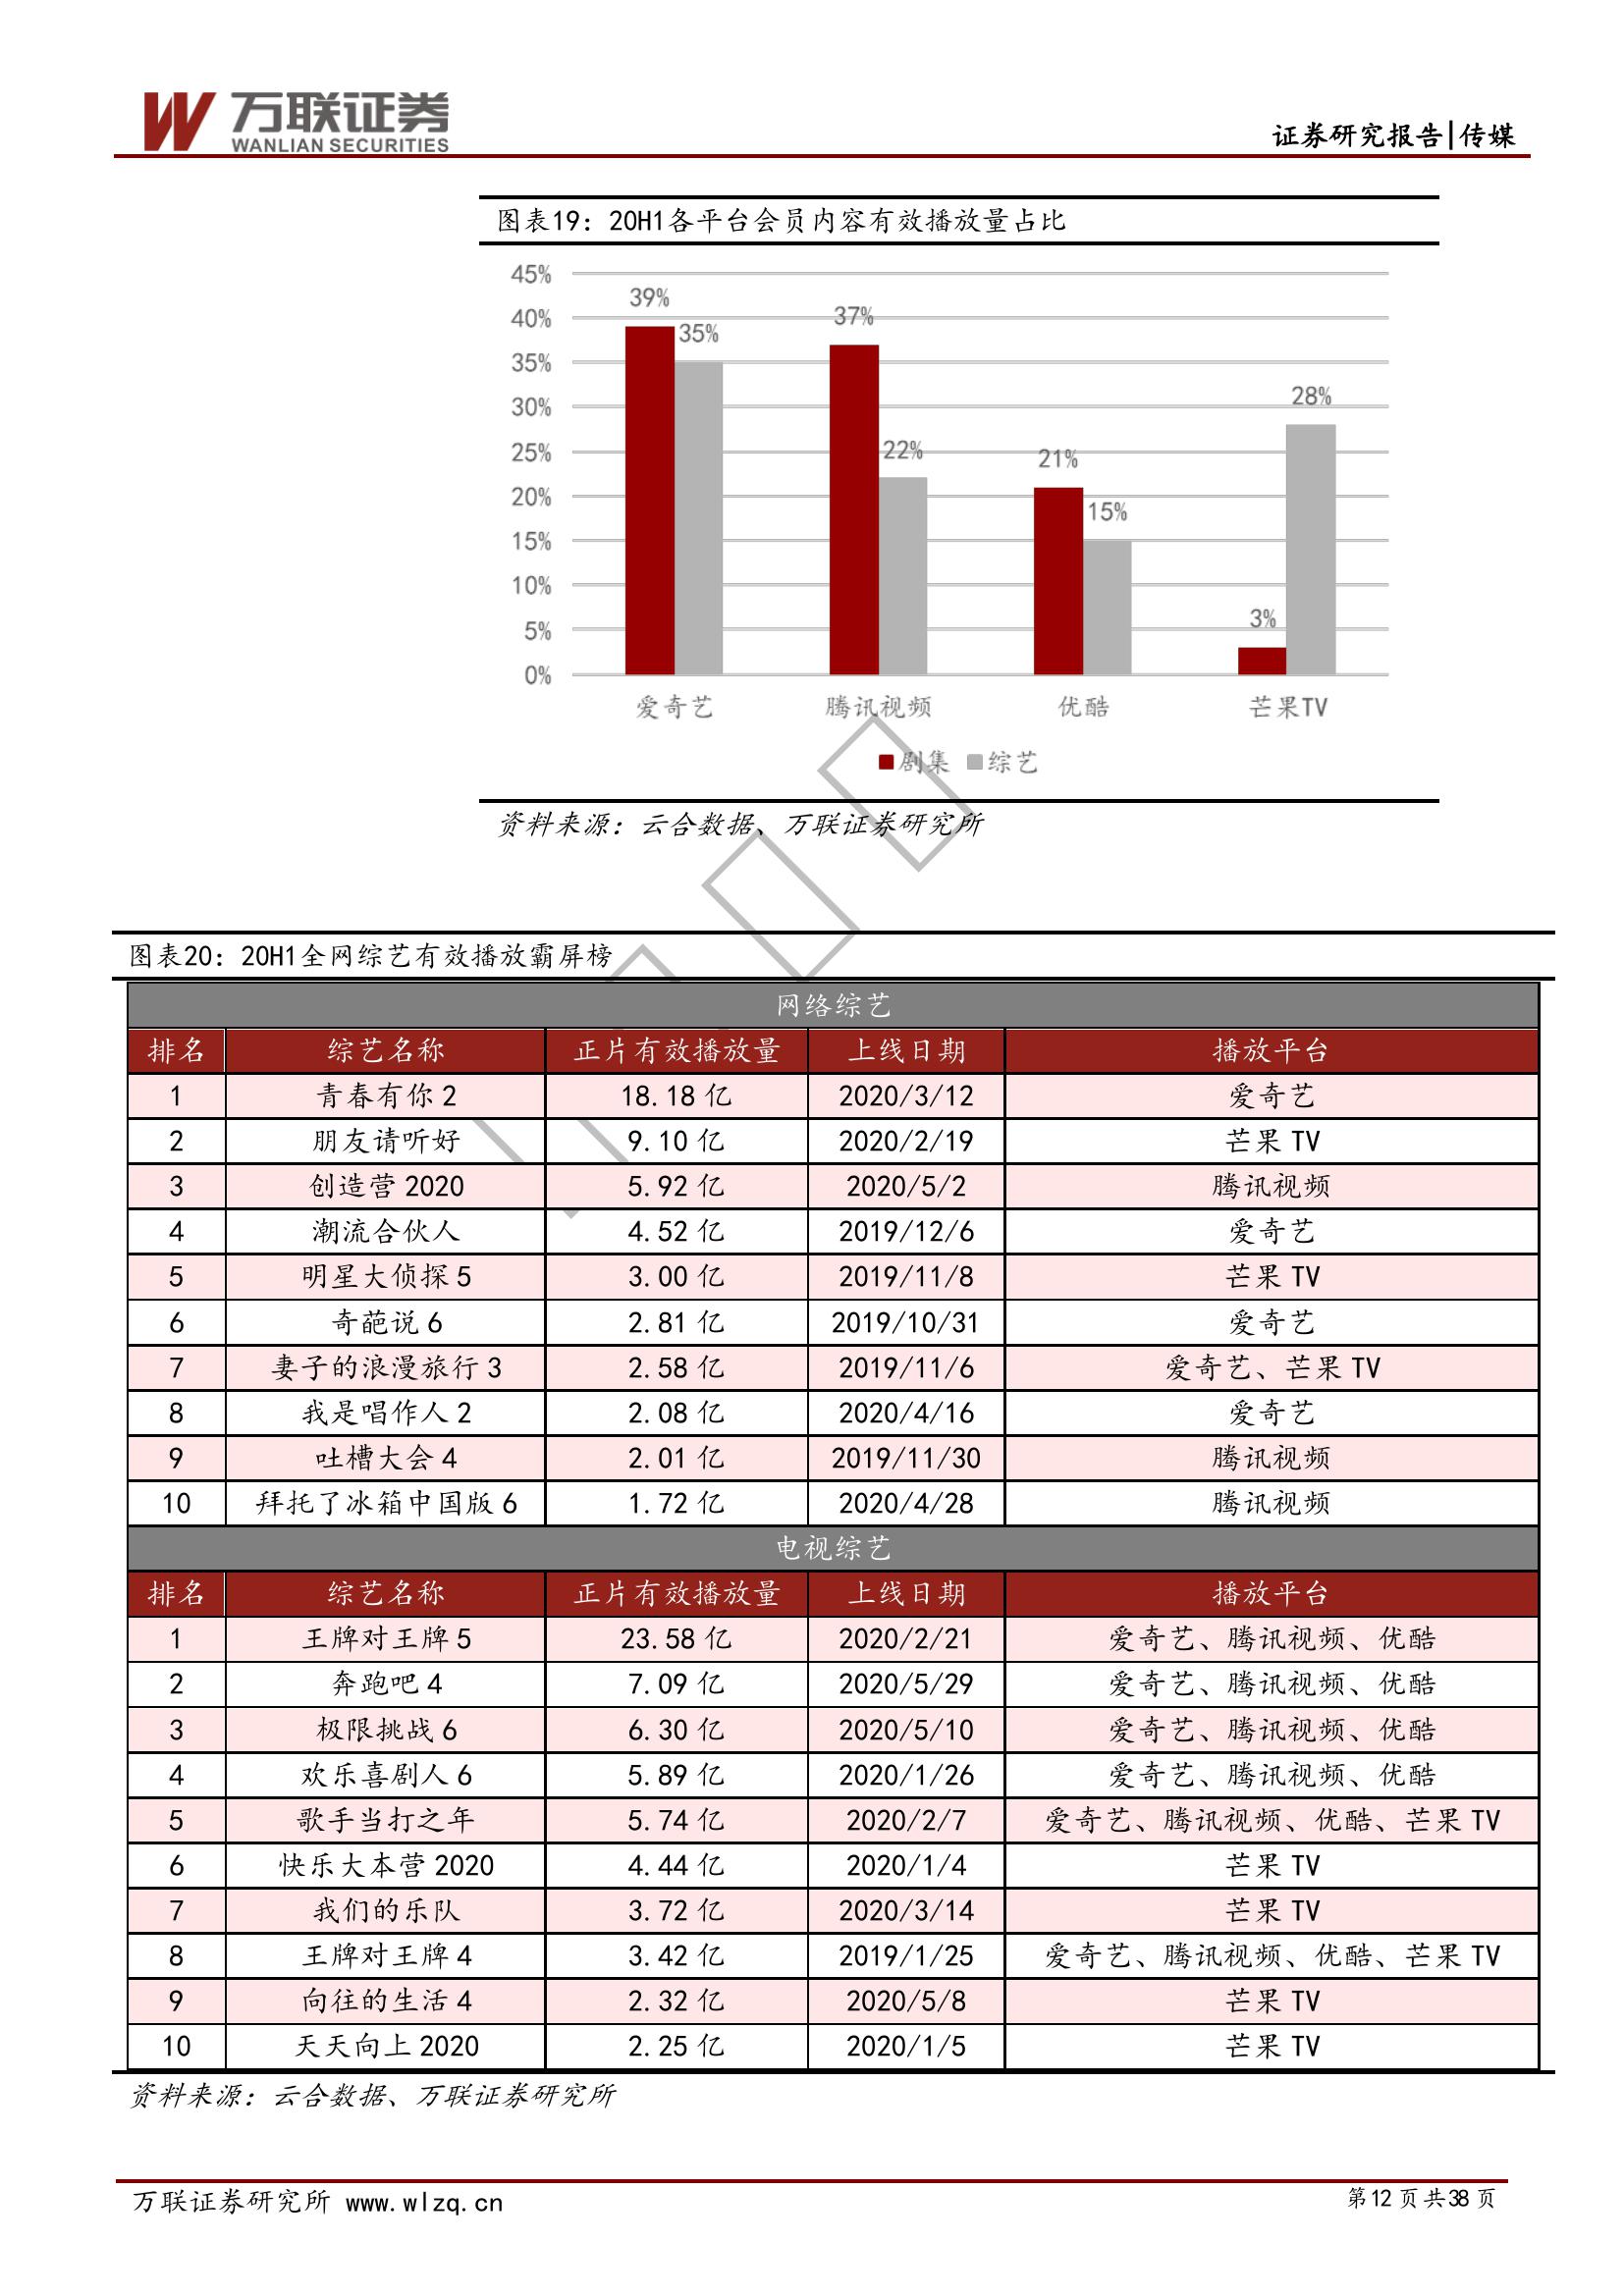 万联证券
WANLIAN SECURITIES
证券研究报告|传媒
图表19：20H1各平台会员内容有效播放量占比
45%
40%
35%
30%
25%
20%
15%
10%
5%
0%
39%
35%
37%
22%
21%
15%
3%
28%
爱奇艺 腾讯视频 优酷 芒果TV
剧集 综艺
资料来源：云合数据、万联证券研究所
图表20：20H1全网综艺有效播放霸屏榜
网络综艺
排名 综艺名称 正片有效播放量 上线日期 播放平台
1 青春有你 2 18.18 亿 2020/3/12 爱奇艺
2 朋友请听好 9.10 亿 2020/2/19 芒果 TV
3 创造营 2020 5.92 亿 2020/5/2 腾讯视频
4 潮流合伙人 4.52 亿 2019/12/6 爱奇艺
5 明星大侦探 5 3.00 亿 2019/11/8 芒果 TV
6 奇葩说 6 2.81 亿 2019/10/31 爱奇艺
7 妻子的浪漫旅行 3 2.58 亿 2019/11/6 爱奇艺、芒果 TV
8 我是唱作人 2 2.08 亿 2020/4/16 爱奇艺
9 吐槽大会 4 2.01 亿 2019/11/30 腾讯视频
10 拜托了冰箱中国版 6 1.72 亿 2020/4/28 腾讯视频
电视综艺
排名 综艺名称 正片有效播放量 上线日期 播放平台
1 王牌对王牌 5 23.58 亿 2020/2/21 爱奇艺、腾讯视频、优酷
2 奔跑吧 4 7.09 亿 2020/5/29 爱奇艺、腾讯视频、优酷
3 极限挑战 6 6.30 亿 2020/5/10 爱奇艺、腾讯视频、优酷
4 欢乐喜剧人 6 5.89 亿 2020/1/26 爱奇艺、腾讯视频、优酷
5 歌手当打之年 5.74 亿 2020/2/7 爱奇艺、腾讯视频、优酷、芒果 TV
6 快乐大本营 2020 4.44 亿 2020/1/4 芒果 TV
7 我们的乐队 3.72 亿 2020/3/14 芒果 TV
8 王牌对王牌 4 3.42 亿 2019/1/25 爱奇艺、腾讯视频、优酷、芒果 TV
9 向往的生活 4 2.32 亿 2020/5/8 芒果 TV
10 天天向上 2020 2.25 亿 2020/1/5 芒果 TV
资料来源：云合数据、万联证券研究所
万联证券研究所 www.wlzq.cn
第12 页 共38 页